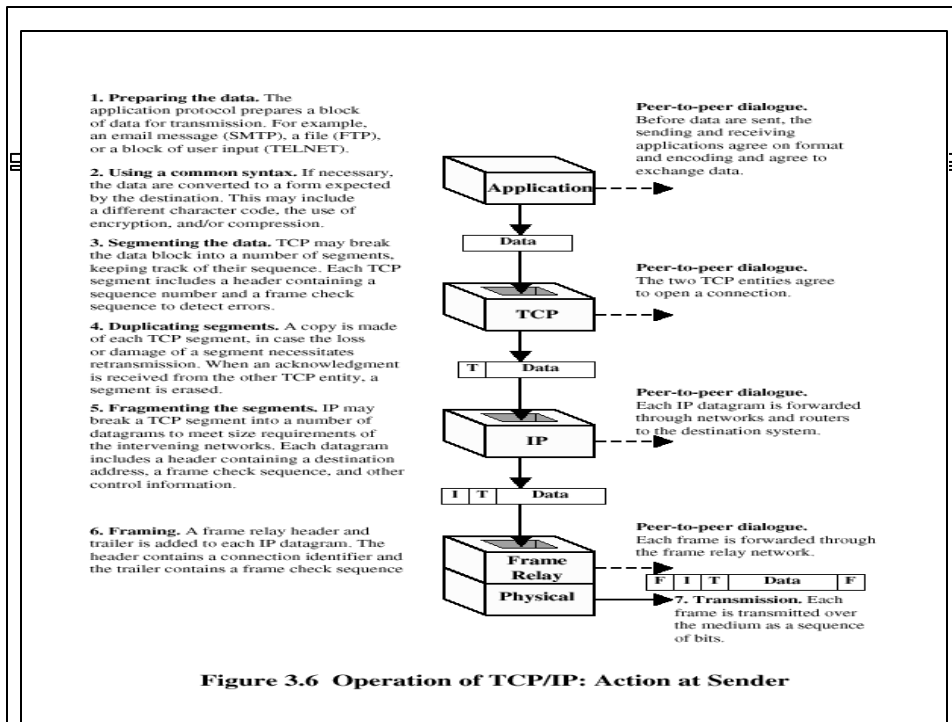 1. Preparing the data. The
application protocol prepares a block
of data for transmission. For example,
an email message (SMTP), a file (FTP),
or a block of user input (TELNET).
2. Using a common syntax. If necessary,
the data are converted to a form expected
by the destination. This may include
a different character code, the use of
encryption, and/or compression.
3. Segmenting the data. TCP may break
the data block into a number of segments,
keeping track of their sequence. Each TCP
segment includes a header containing a
sequence number and a frame check
sequence to detect errors.
4. Duplicating segments. A copy is made
of each TCP segment, in case the loss
or damage of a segment necessitates
retransmission. When an acknowledgment
is received from the other TCP entity, a
segment is erased.
5. Fragmenting the segments. IP may
break a TCP segment into a number of
datagrams to meet size requirements of
the intervening networks. Each datagram
includes a header containing a destination
address, a frame check sequence, and other
control information.
6. Framing. A frame relay header and
trailer is added to each IP datagram. The
header contains a connection identifier and
the trailer contains a frame check sequence
Application
Data
TCP
T Data
IP
I T Data
Frame
Relay
Physical
Peer-to-peer dialogue.
Before data are sent, the
sending and receiving
applications agree on format
and encoding and agree to
exchange data.
Peer-to-peer dialogue.
The two TCP entities agree
to open a connection.
Peer-to-peer dialogue.
Each IP datagram is forwarded
through networks and routers
to the destination system.
Peer-to-peer dialogue.
Each frame is forwarded through
the frame relay network.
F I T Data F
7. Transmission. Each
frame is transmitted over
the medium as a sequence
of bits.
Figure 3.6 Operation of TCP/IP: Action at Sender